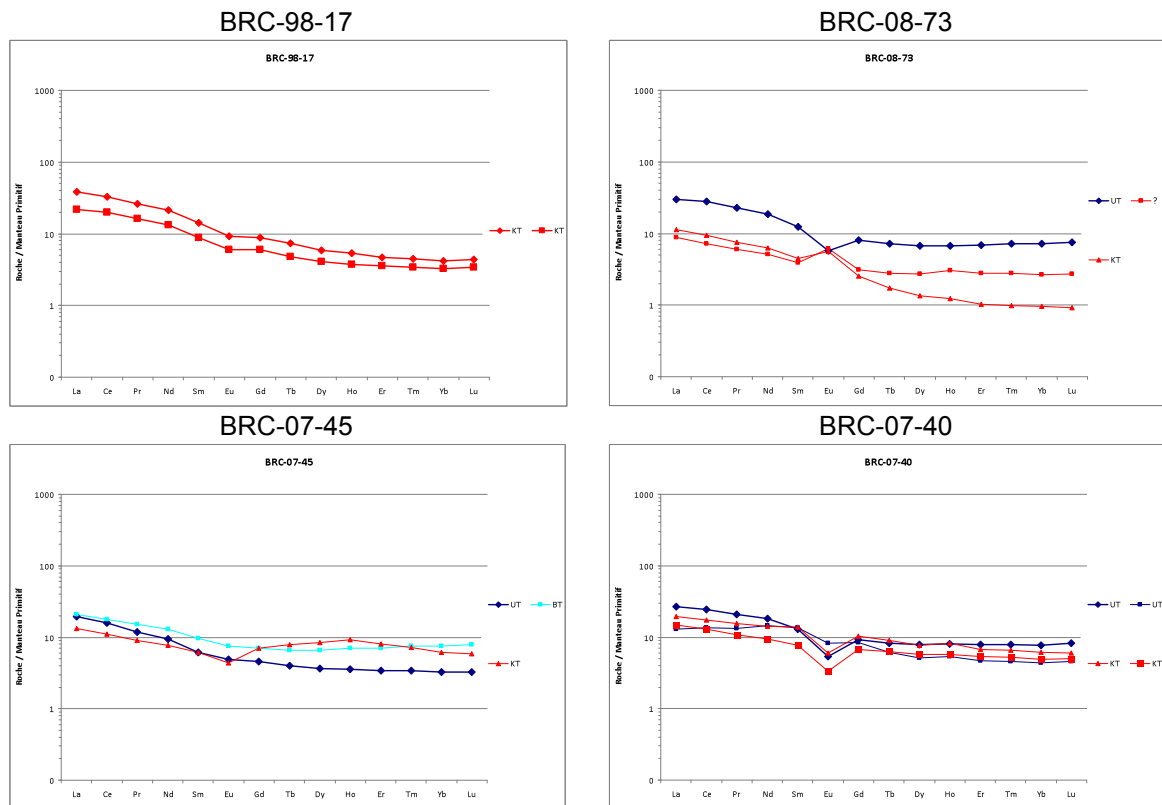 BRC-98-17
BRC-98-17
1000
100
10
1
0
Roche / Manteau Primitif
La Ce Pr Nd Sm Eu Gd Tb Dy Ho Er Tm Yb Lu
KT KT
BRC-08-73
BRC-08-73
1000
100
10
1
0
Roche / Manteau Primitif
La Ce Pr Nd Sm Eu Gd Tb Dy Ho Er Tm Yb Lu
UT ?
KT
BRC-07-45
BRC-07-45
1000
100
10
1
0
Roche / Manteau Primitif
La Ce Pr Nd Sm Eu Gd Tb Dy Ho Er Tm Yb Lu
UT BT
KT
BRC-07-40
BRC-07-40
1000
100
10
1
0
Roche / Manteau Primitif
La Ce Pr Nd Sm Eu Gd Tb Dy Ho Er Tm Yb Lu
UT UT
KT KT